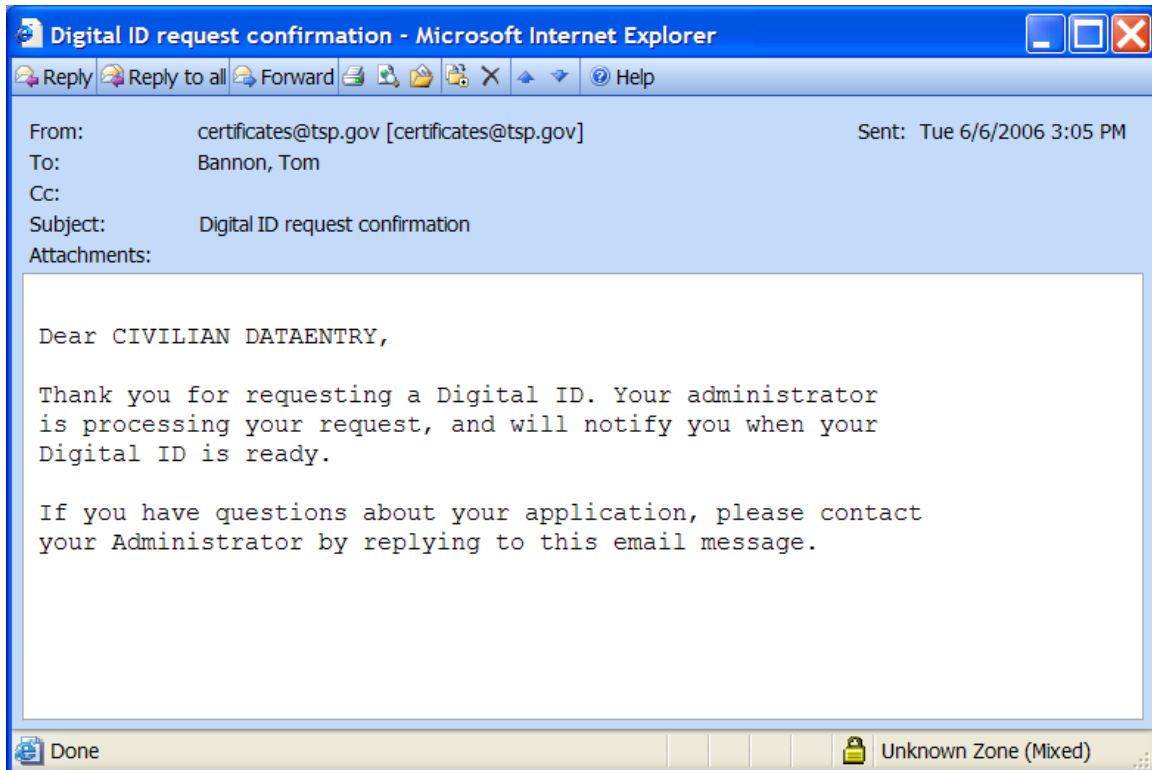 Digital ID request confirmation - Microsoft Internet Explorer
Reply Reply to all Forward Help
From: certificates@tsp.gov [certificates@tsp.gov] Sent: Tue 6/6/2006 3:05 PM
To: Bannon, Tom
Cc:
Subject: Digital ID request confirmation
Attachments:
Dear CIVILIAN DATAENTRY,
Thank you for requesting a Digital ID. Your administrator
is processing your request, and will notify you when your
Digital ID is ready.
If you have questions about your application, please contact
your Administrator by replying to this email message.
Done Unknown Zone (Mixed)